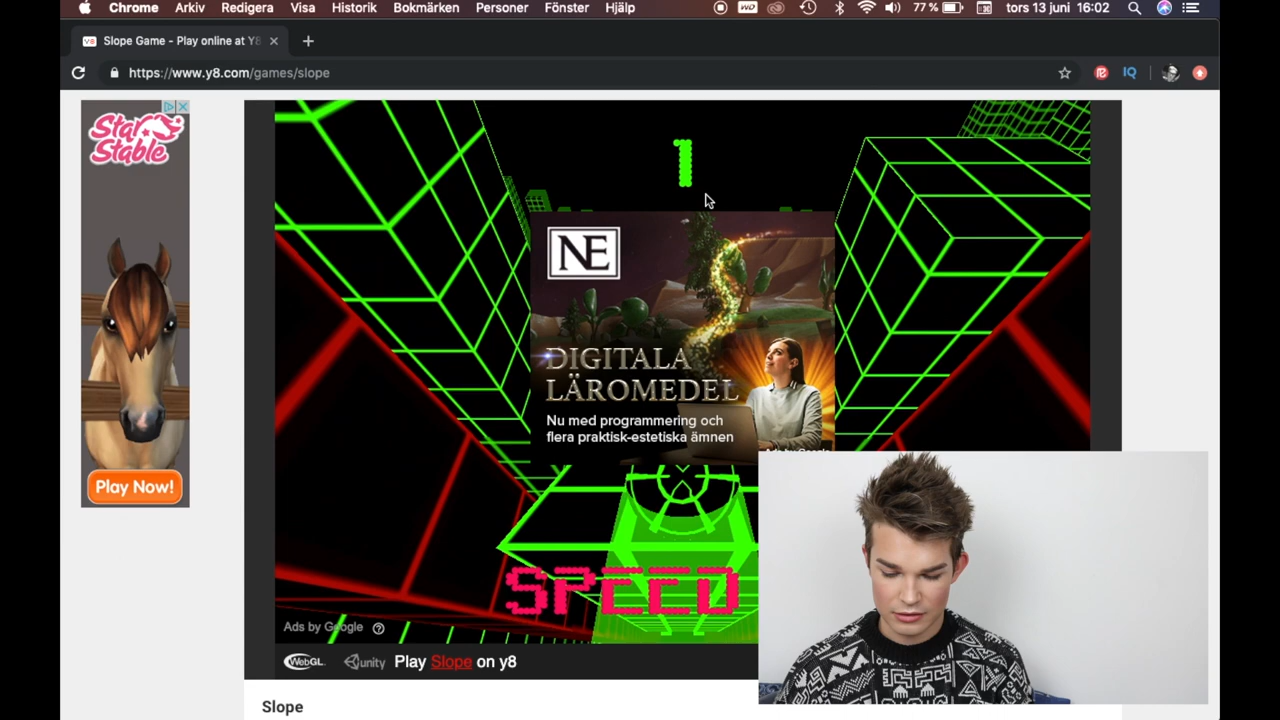 Chrome Arkiv Redigera Visa Historik Bokmärken Personer Fönster Hjälp 77 % tors 13 juni 16:02
Slope Game - Play online at Y8
https://www.y8.com/games/slope
IQ
Star Stable
Play Now!
1
NE
DIGITALA
LÄROMEDEL
Nu med programmering och
flera praktisk-estetiska ämnen
SPEED
Ads by Google
WebGL unity Play Slope on y8
Slope